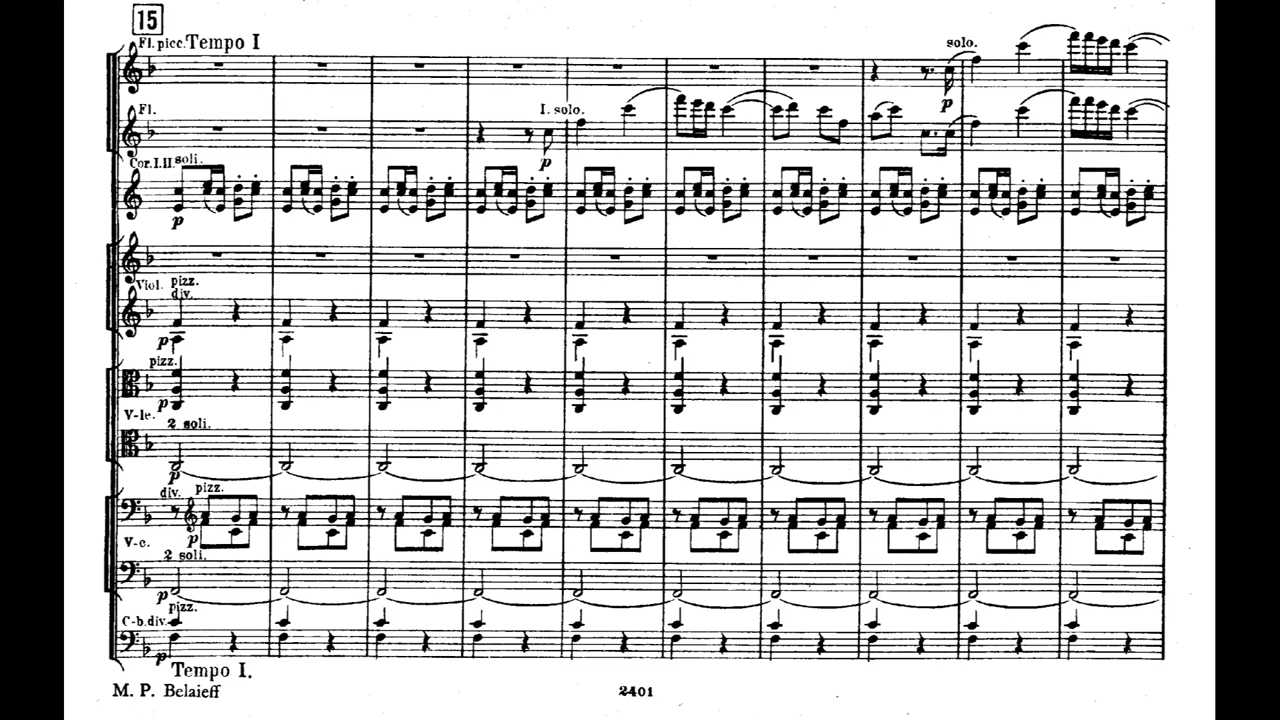 15
Fl. picc. Tempo I
solo.
p
Fl.
I. solo.
p
Cor. I. II. soli.
p
Viol. pizz.
div.
p
pizz.
p
V-le.
2 soli.
p
div. pizz.
p
V-c.
2 soli.
p
pizz.
C-b. div.
p
Tempo I.
M. P. Belaieff
2401